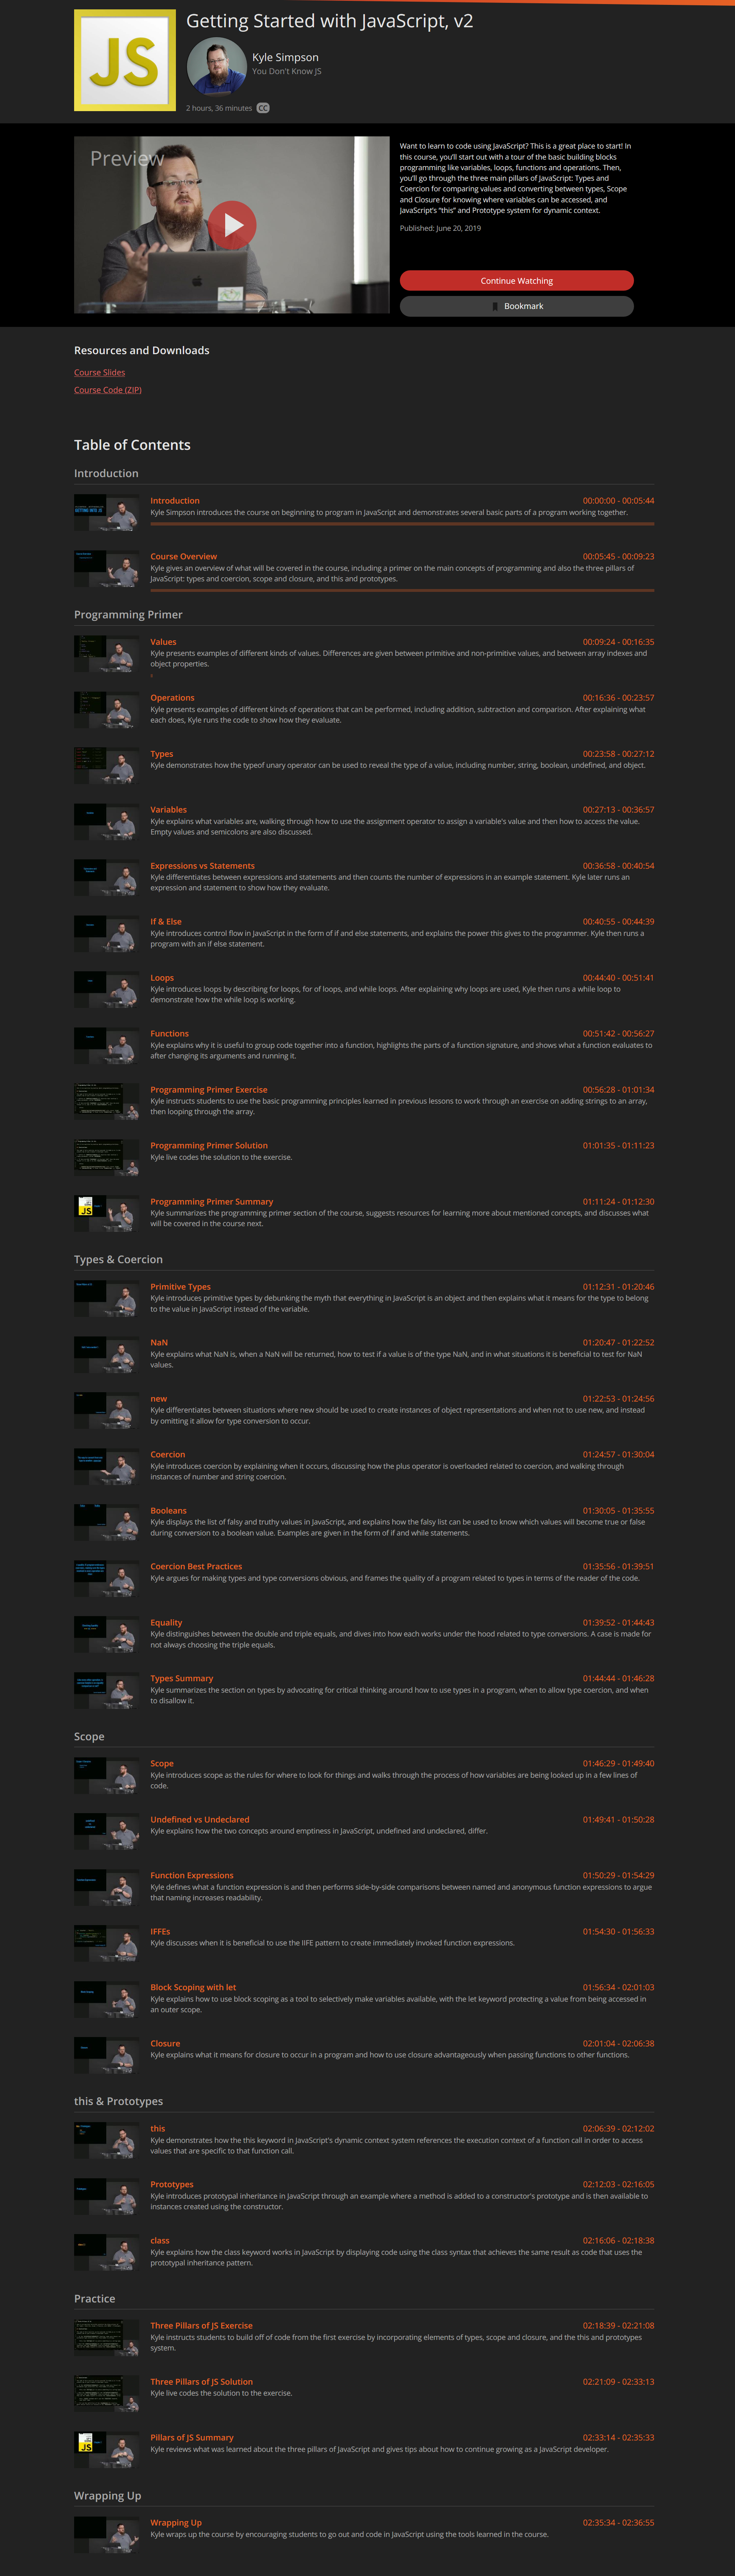 JS
Getting Started with JavaScript, v2
Kyle Simpson
You Don't Know JS
2 hours, 36 minutes CC
Preview
Want to learn to code using JavaScript? This is a great place to start! In
this course, you'll start out with a tour of the basic building blocks
programming like variables, loops, functions and operations. Then,
you'll go through the three main pillars of JavaScript: Types and
Coercion for comparing values and converting between types, Scope
and Closure for knowing where variables can be accessed, and
JavaScript's “this” and Prototype system for dynamic context.
Published: June 20, 2019
Continue Watching
Bookmark
Resources and Downloads
Course Slides
Course Code (ZIP)
Table of Contents
Introduction
Introduction 00:00:00 - 00:05:44
Kyle Simpson introduces the course on beginning to program in JavaScript and demonstrates several basic parts of a program working together.
Course Overview 00:05:45 - 00:09:23
Kyle gives an overview of what will be covered in the course, including a primer on the main concepts of programming and also the three pillars of
JavaScript: types and coercion, scope and closure, and this and prototypes.
Programming Primer
Values 00:09:24 - 00:16:35
Kyle presents examples of different kinds of values. Differences are given between primitive and non-primitive values, and between array indexes and
object properties.
Operations 00:16:36 - 00:23:57
Kyle presents examples of different kinds of operations that can be performed, including addition, subtraction and comparison. After explaining what
each does, Kyle runs the code to show how they evaluate.
Types 00:23:58 - 00:27:12
Kyle demonstrates how the typeof unary operator can be used to reveal the type of a value, including number, string, boolean, undefined, and object.
Variables 00:27:13 - 00:36:57
Kyle explains what variables are, walking through how to use the assignment operator to assign a variable's value and then how to access the value.
Empty values and semicolons are also discussed.
Expressions vs Statements 00:36:58 - 00:40:54
Kyle differentiates between expressions and statements and then counts the number of expressions in an example statement. Kyle later runs an
expression and statement to show how they evaluate.
If & Else 00:40:55 - 00:44:39
Kyle introduces control flow in JavaScript in the form of if and else statements, and explains the power this gives to the programmer. Kyle then runs a
program with an if else statement.
Loops 00:44:40 - 00:51:41
Kyle introduces loops by describing for loops, for of loops, and while loops. After explaining why loops are used, Kyle then runs a while loop to
demonstrate how the while loop is working.
Functions 00:51:42 - 00:56:27
Kyle explains why it is useful to group code together into a function, highlights the parts of a function signature, and shows what a function evaluates to
after changing its arguments and running it.
Programming Primer Exercise 00:56:28 - 01:01:34
Kyle instructs students to use the basic programming principles learned in previous lessons to work through an exercise on adding strings to an array,
then looping through the array.
Programming Primer Solution 01:01:35 - 01:11:23
Kyle live codes the solution to the exercise.
Programming Primer Summary 01:11:24 - 01:12:30
Kyle summarizes the programming primer section of the course, suggests resources for learning more about mentioned concepts, and discusses what
will be covered in the course next.
Types & Coercion
Primitive Types 01:12:31 - 01:20:46
Kyle introduces primitive types by debunking the myth that everything in JavaScript is an object and then explains what it means for the type to belong
to the value in JavaScript instead of the variable.
NaN 01:20:47 - 01:22:52
Kyle explains what NaN is, when a NaN will be returned, how to test if a value is of the type NaN, and in what situations it is beneficial to test for NaN
values.
new 01:22:53 - 01:24:56
Kyle differentiates between situations where new should be used to create instances of object representations and when not to use new, and instead
by omitting it allow for type conversion to occur.
Coercion 01:24:57 - 01:30:04
Kyle introduces coercion by explaining when it occurs, discussing how the plus operator is overloaded related to coercion, and walking through
instances of number and string coercion.
Booleans 01:30:05 - 01:35:55
Kyle displays the list of falsy and truthy values in JavaScript, and explains how the falsy list can be used to know which values will become true or false
during conversion to a boolean value. Examples are given in the form of if and while statements.
Coercion Best Practices 01:35:56 - 01:39:51
Kyle argues for making types and type conversions obvious, and frames the quality of a program related to types in terms of the reader of the code.
Equality 01:39:52 - 01:44:43
Kyle distinguishes between the double and triple equals, and dives into how each works under the hood related to type conversions. A case is made for
not always choosing the triple equals.
Types Summary 01:44:44 - 01:46:28
Kyle summarizes the section on types by advocating for critical thinking around how to use types in a program, when to allow type coercion, and when
to disallow it.
Scope
Scope 01:46:29 - 01:49:40
Kyle introduces scope as the rules for where to look for things and walks through the process of how variables are being looked up in a few lines of
code.
Undefined vs Undeclared 01:49:41 - 01:50:28
Kyle explains how the two concepts around emptiness in JavaScript, undefined and undeclared, differ.
Function Expressions 01:50:29 - 01:54:29
Kyle defines what a function expression is and then performs side-by-side comparisons between named and anonymous function expressions to argue
that naming increases readability.
IFFEs 01:54:30 - 01:56:33
Kyle discusses when it is beneficial to use the IIFE pattern to create immediately invoked function expressions.
Block Scoping with let 01:56:34 - 02:01:03
Kyle explains how to use block scoping as a tool to selectively make variables available, with the let keyword protecting a value from being accessed in
an outer scope.
Closure 02:01:04 - 02:06:38
Kyle explains what it means for closure to occur in a program and how to use closure advantageously when passing functions to other functions.
this & Prototypes
this 02:06:39 - 02:12:02
Kyle demonstrates how the this keyword in JavaScript's dynamic context system references the execution context of a function call in order to access
values that are specific to that function call.
Prototypes 02:12:03 - 02:16:05
Kyle introduces prototypal inheritance in JavaScript through an example where a method is added to a constructor's prototype and is then available to
instances created using the constructor.
class 02:16:06 - 02:18:38
Kyle explains how the class keyword works in JavaScript by displaying code using the class syntax that achieves the same result as code that uses the
prototypal inheritance pattern.
Practice
Three Pillars of JS Exercise 02:18:39 - 02:21:08
Kyle instructs students to build off of code from the first exercise by incorporating elements of types, scope and closure, and the this and prototypes
system.
Three Pillars of JS Solution 02:21:09 - 02:33:13
Kyle live codes the solution to the exercise.
Pillars of JS Summary 02:33:14 - 02:35:33
Kyle reviews what was learned about the three pillars of JavaScript and gives tips about how to continue growing as a JavaScript developer.
Wrapping Up
Wrapping Up 02:35:34 - 02:36:55
Kyle wraps up the course by encouraging students to go out and code in JavaScript using the tools learned in the course.